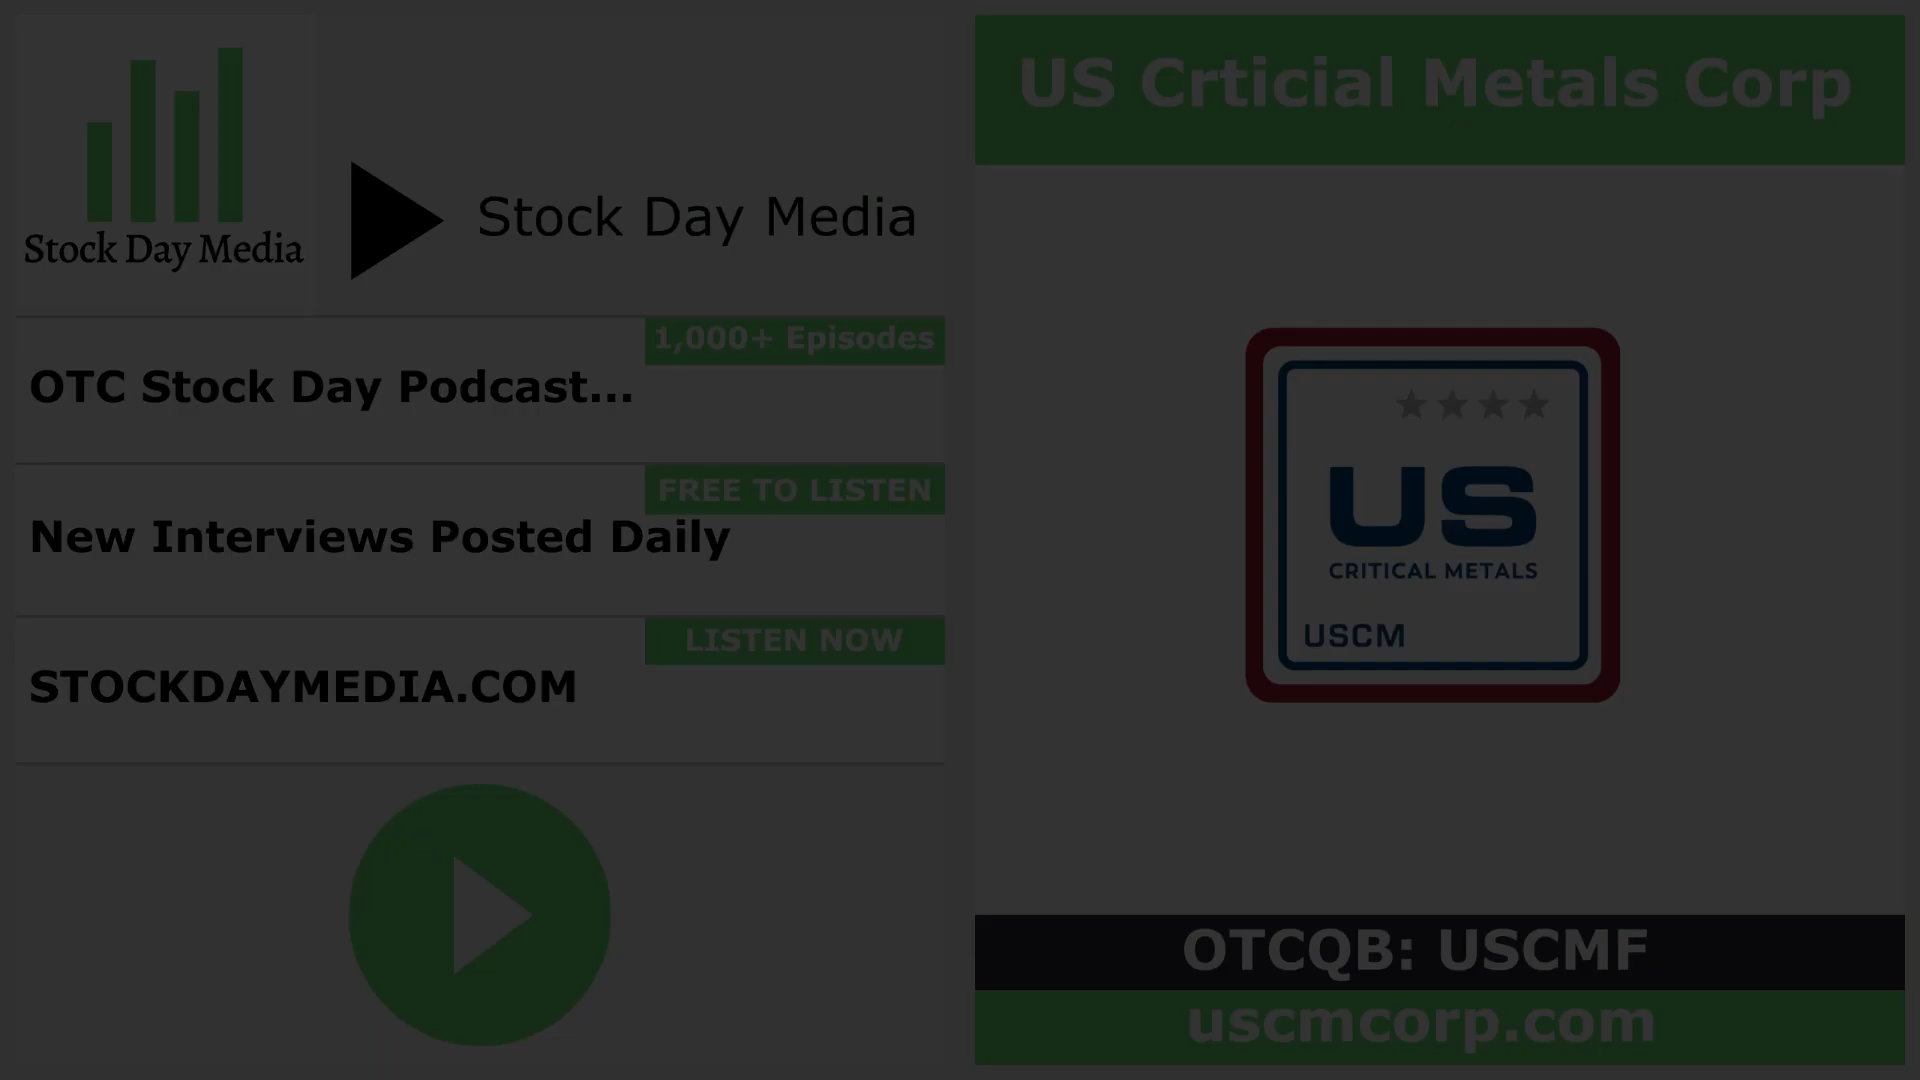 Stock Day Media
Stock Day Media
1,000+ Episodes
OTC Stock Day Podcast...
FREE TO LISTEN
New Interviews Posted Daily
LISTEN NOW
STOCKDAYMEDIA.COM
US Crticial Metals Corp
US
CRITICAL METALS
USCM
OTCQB: USCMF
uscmcorp.com